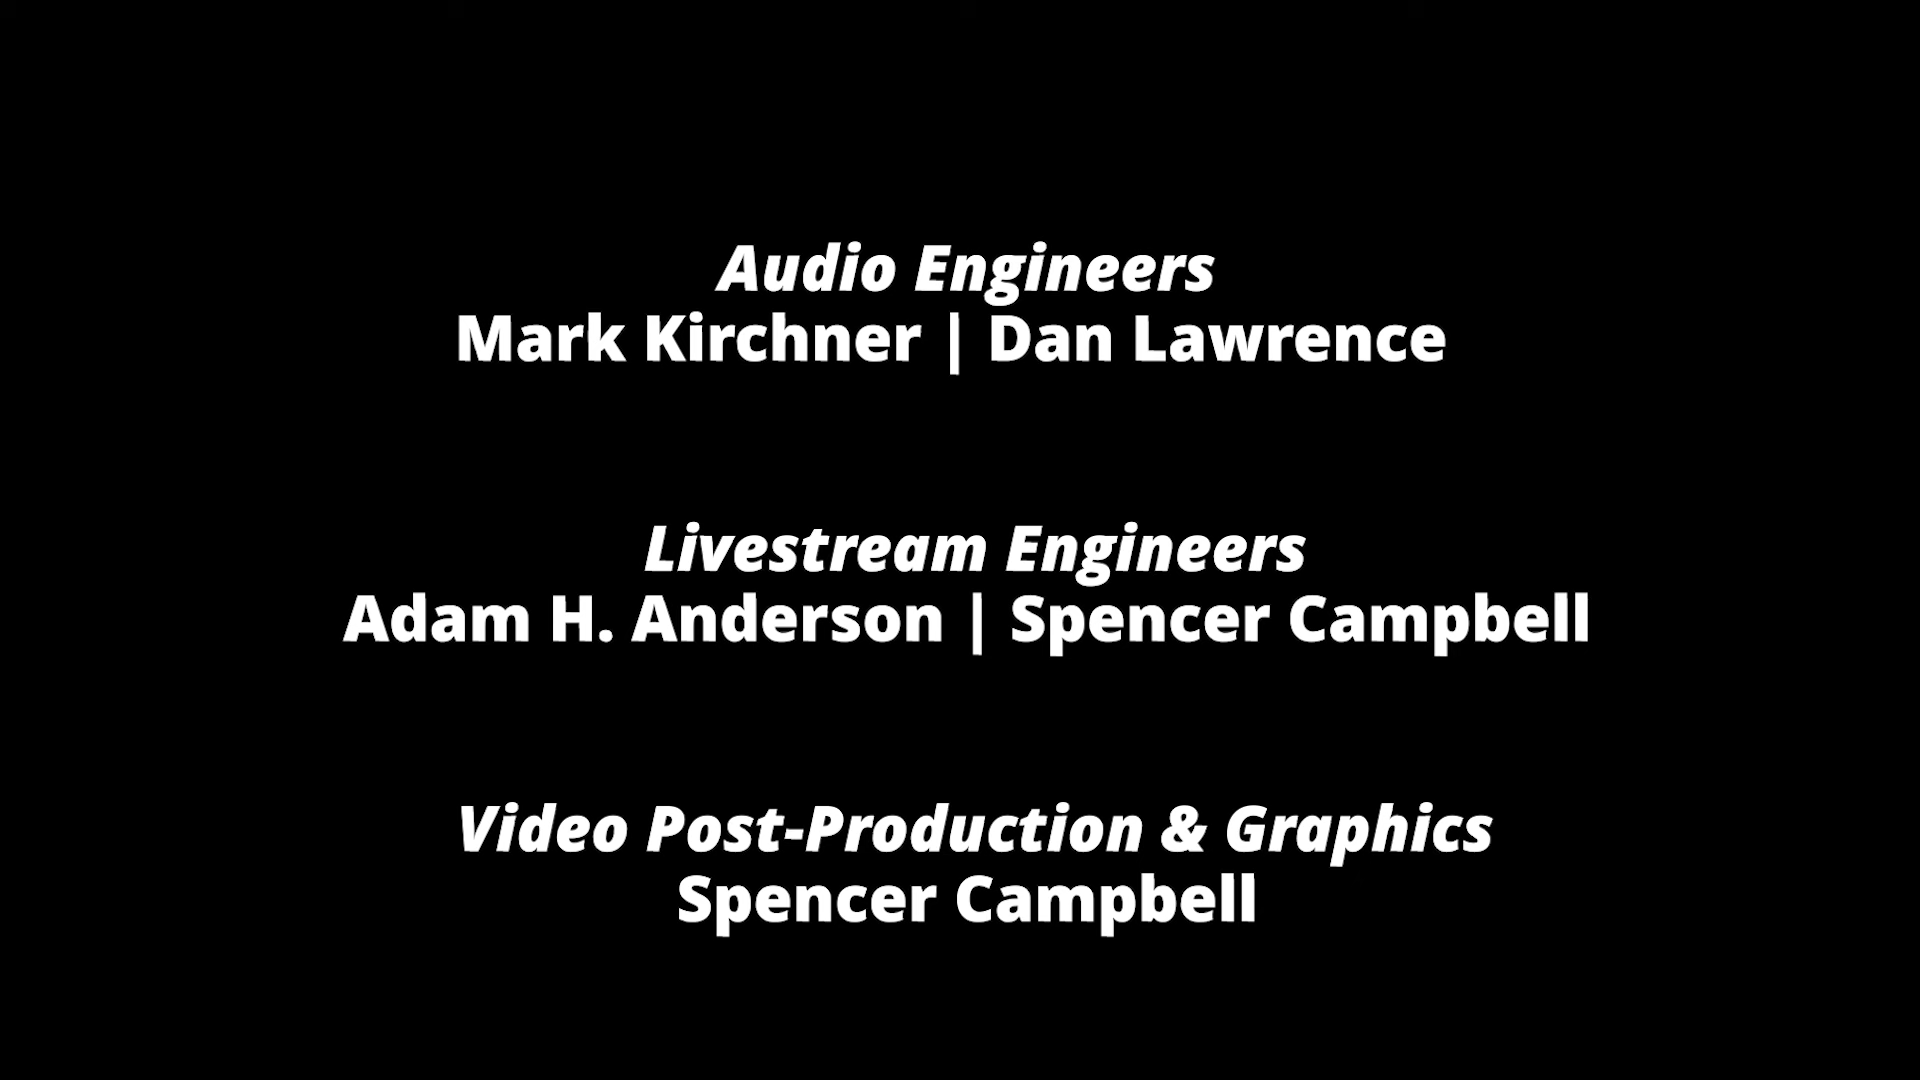 Audio Engineers
Mark Kirchner | Dan Lawrence
Livestream Engineers
Adam H. Anderson | Spencer Campbell
Video Post-Production & Graphics
Spencer Campbell